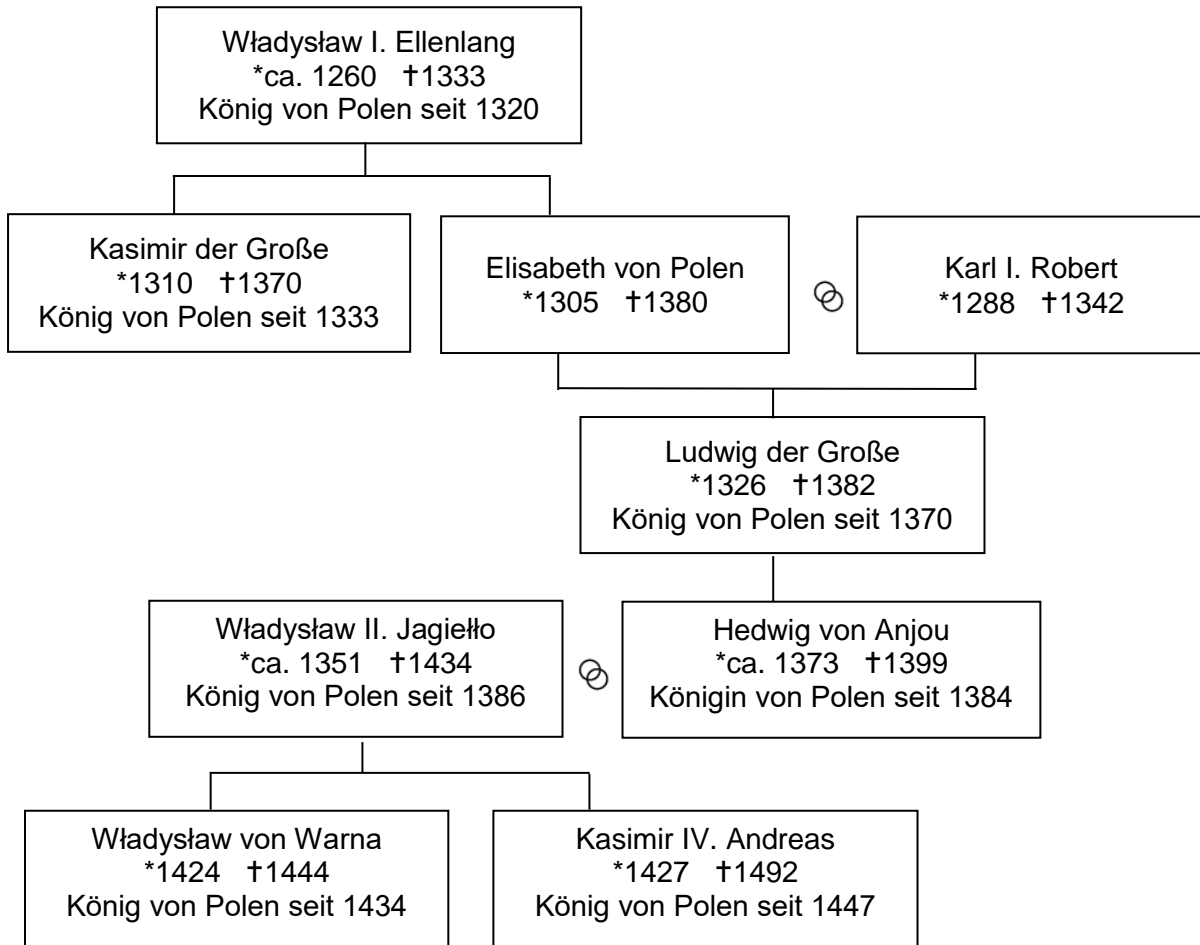 Władysław I. Ellenlang
*ca. 1260 †1333
König von Polen seit 1320
Kasimir der Große
*1310 †1370
König von Polen seit 1333
Elisabeth von Polen
*1305 †1380
Karl I. Robert
*1288 †1342
Ludwig der Große
*1326 †1382
König von Polen seit 1370
Władysław II. Jagiełło
*ca. 1351 †1434
König von Polen seit 1386
Hedwig von Anjou
*ca. 1373 †1399
Königin von Polen seit 1384
Władysław von Warna
*1424 †1444
König von Polen seit 1434
Kasimir IV. Andreas
*1427 †1492
König von Polen seit 1447